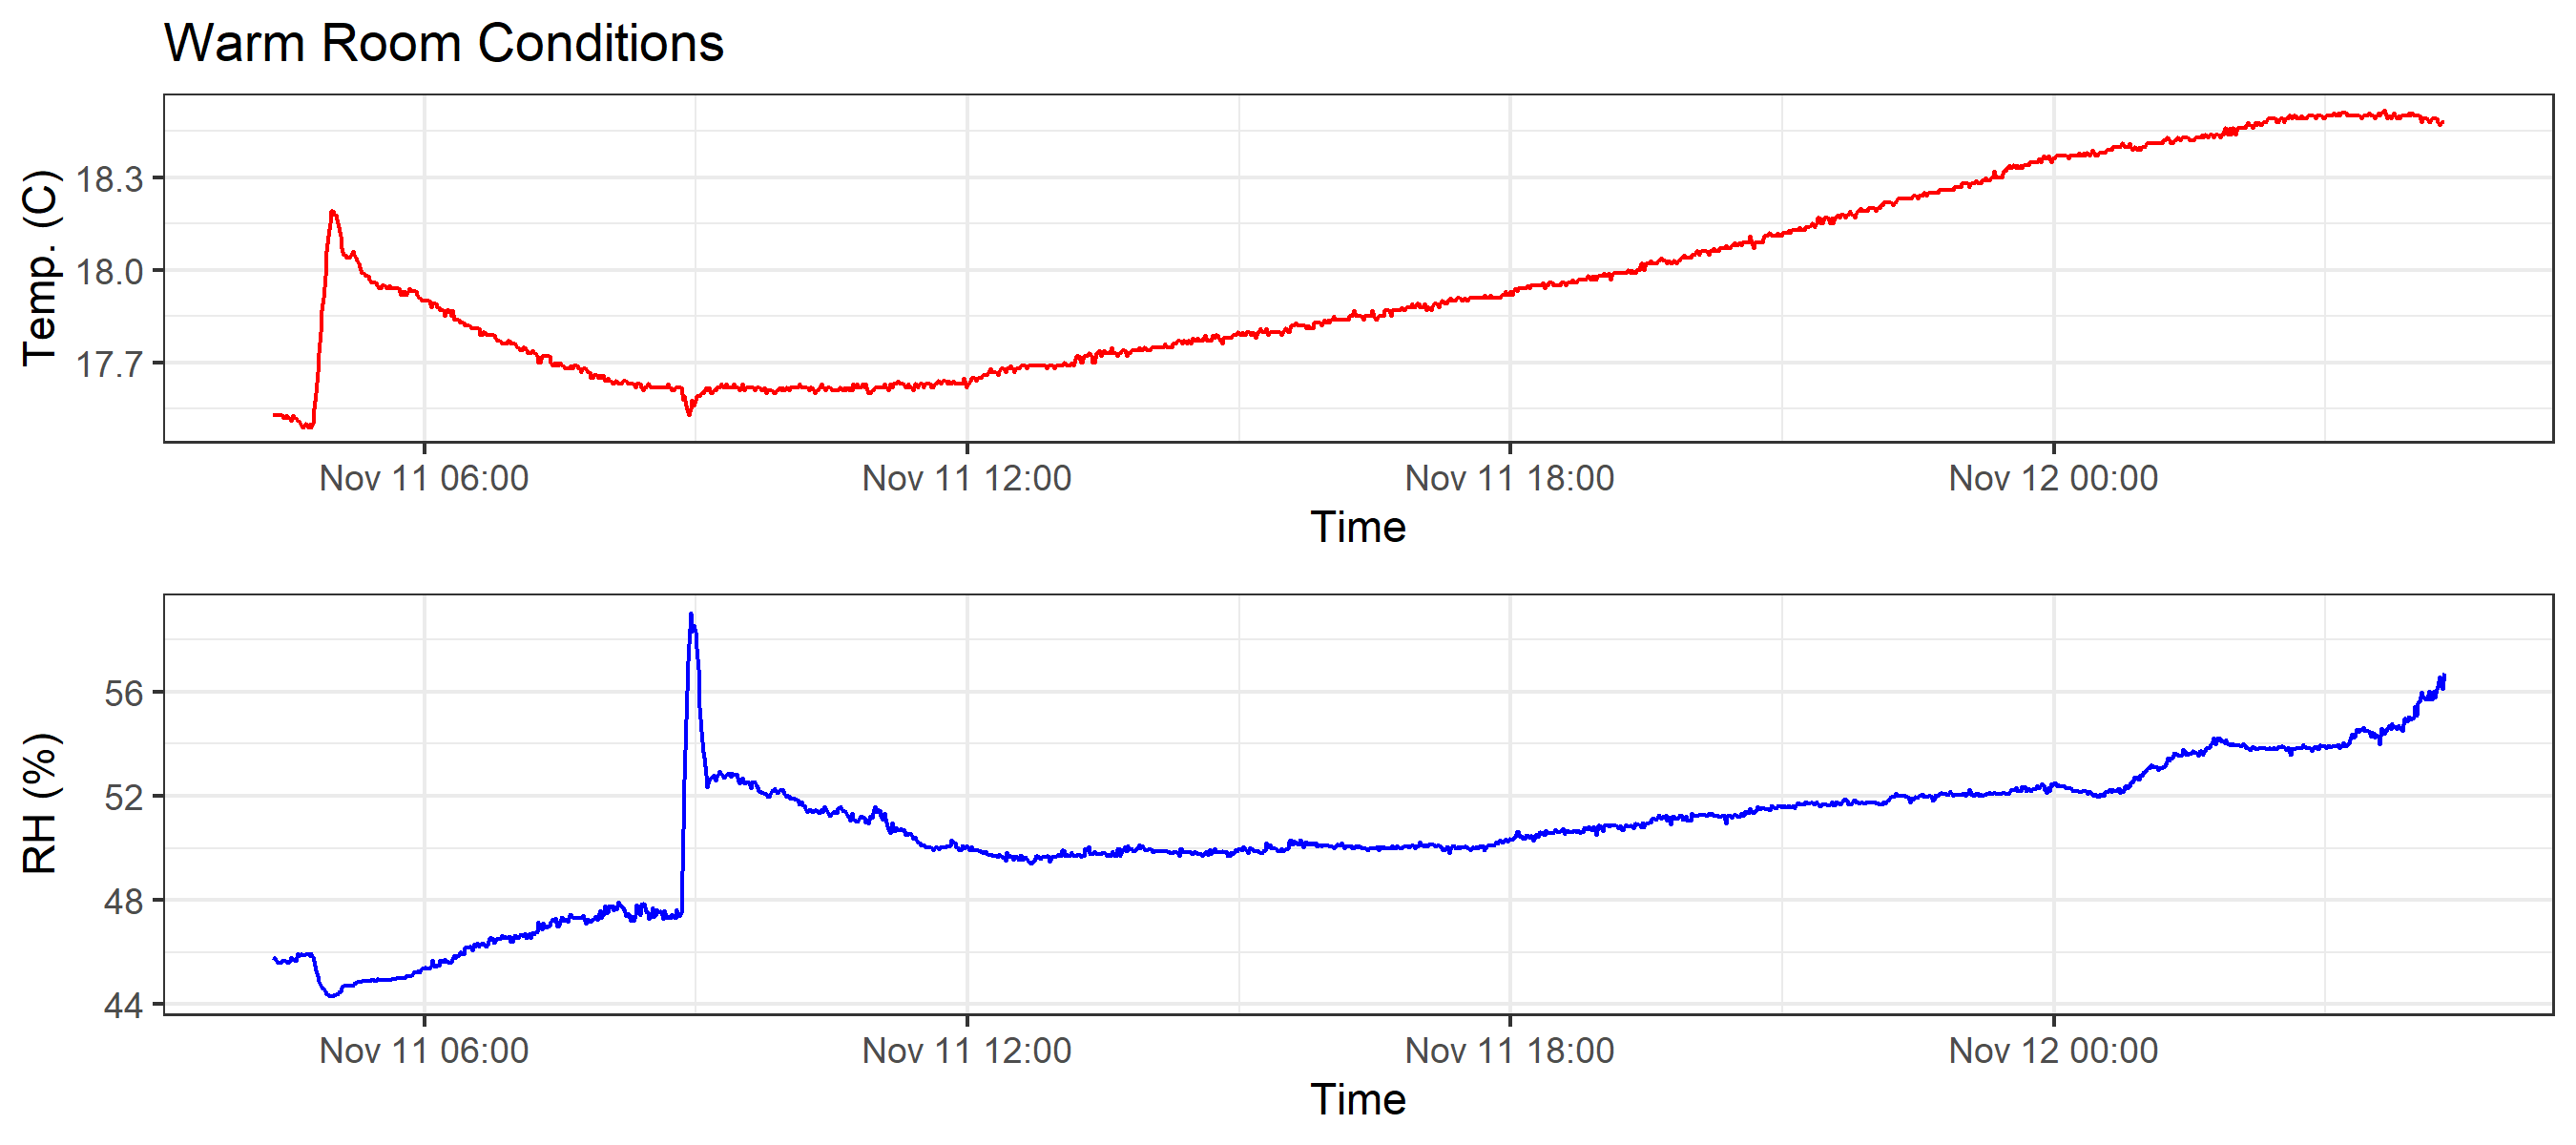 Warm Room Conditions
Temp. (C)
18.3
18.0
17.7
Nov 11 06:00 Nov 11 12:00 Nov 11 18:00 Nov 12 00:00
Time
RH (%)
56
52
48
44
Nov 11 06:00 Nov 11 12:00 Nov 11 18:00 Nov 12 00:00
Time